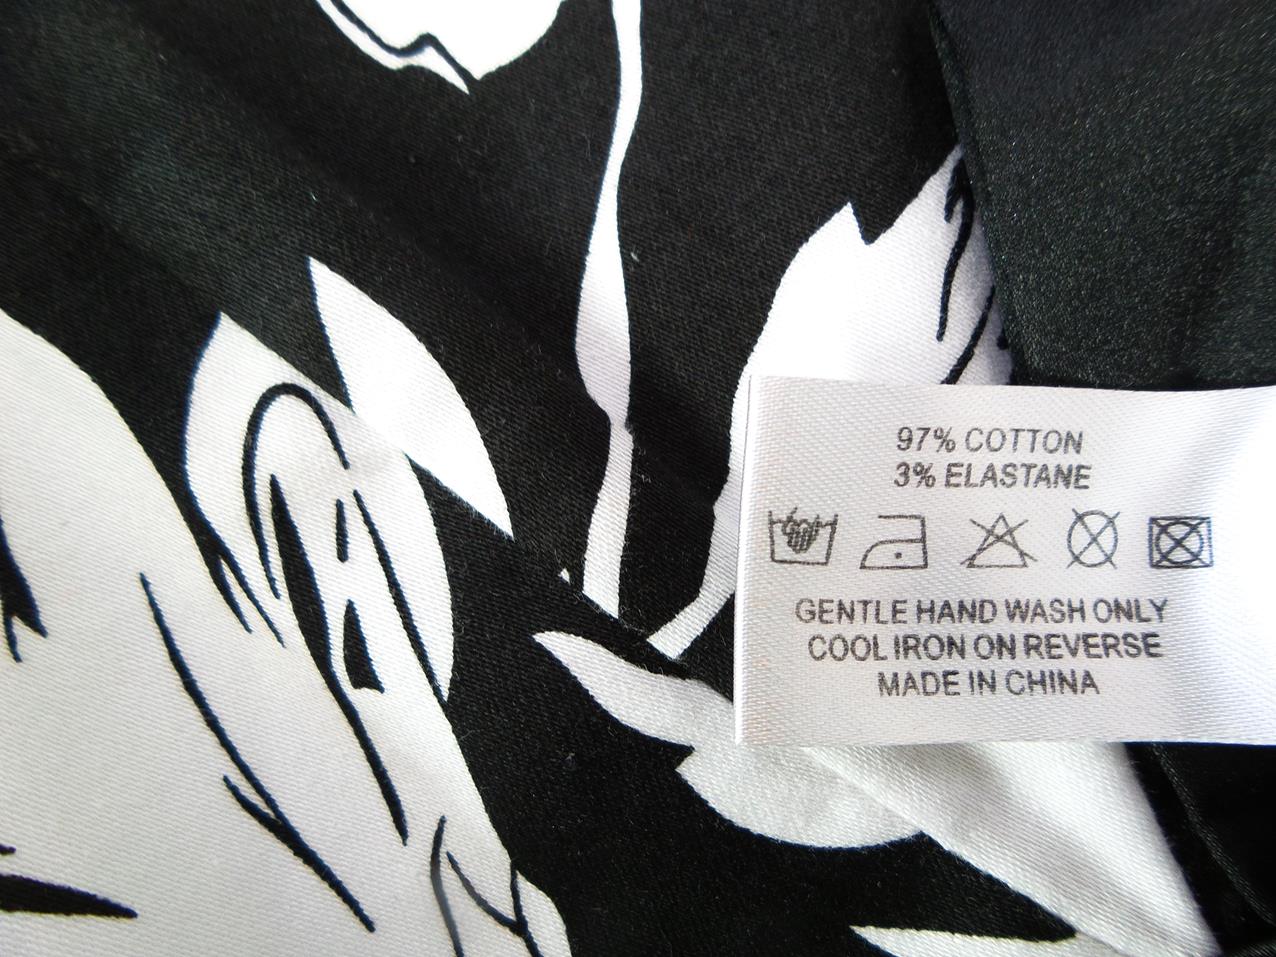 97% COTTON
3% ELASTANE
GENTLE HAND WASH ONLY
COOL IRON ON REVERSE
MADE IN CHINA